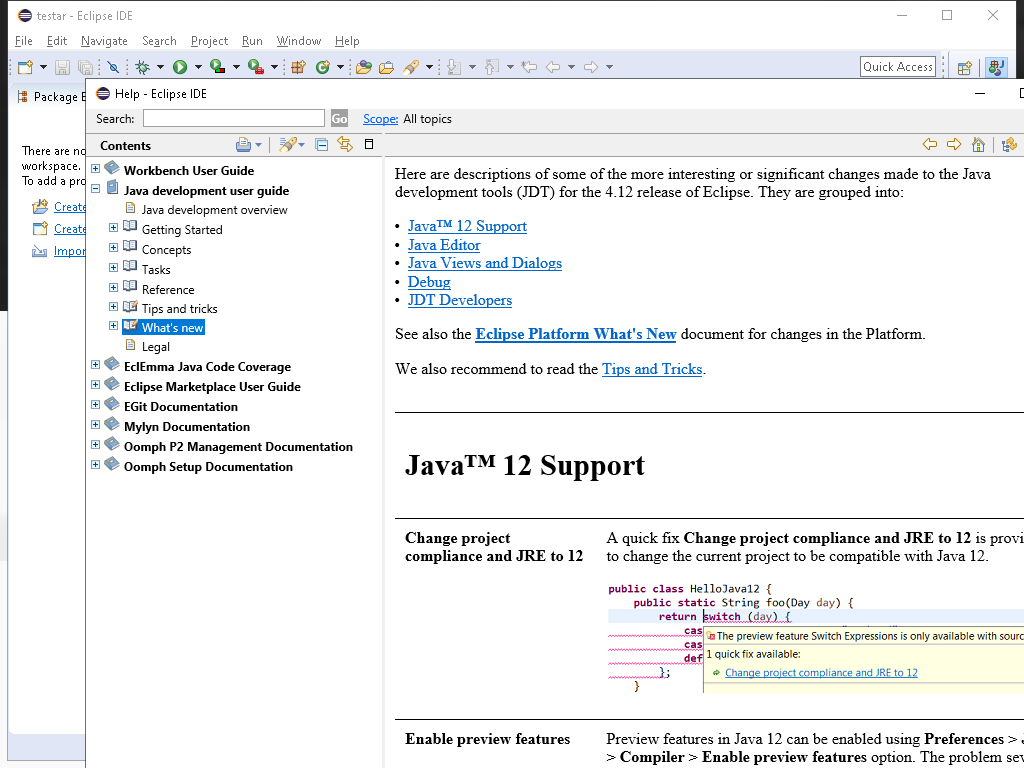 testar - Eclipse IDE
File Edit Navigate Search Project Run Window Help
Quick Access
Package E
There are no
workspace.
To add a pro
Create
Create
Impor
Help - Eclipse IDE
Search: Go Scope: All topics
Contents
Workbench User Guide
Java development user guide
Java development overview
Getting Started
Concepts
Tasks
Reference
Tips and tricks
What's new
Legal
EclEmma Java Code Coverage
Eclipse Marketplace User Guide
EGit Documentation
Mylyn Documentation
Oomph P2 Management Documentation
Oomph Setup Documentation
Here are descriptions of some of the more interesting or significant changes made to the Java
development tools (JDT) for the 4.12 release of Eclipse. They are grouped into:
• Java™ 12 Support
• Java Editor
• Java Views and Dialogs
• Debug
• JDT Developers
See also the Eclipse Platform What's New document for changes in the Platform.
We also recommend to read the Tips and Tricks.
Java™ 12 Support
Change project
compliance and JRE to 12
A quick fix Change project compliance and JRE to 12 is provi
to change the current project to be compatible with Java 12.
public class HelloJava12 {
public static String foo(Day day) {
return switch (day) {
cas
cas
def
};
}
The preview feature Switch Expressions is only available with sourc
1 quick fix available:
Change project compliance and JRE to 12
Enable preview features
Preview features in Java 12 can be enabled using Preferences > J
> Compiler > Enable preview features option. The problem seve